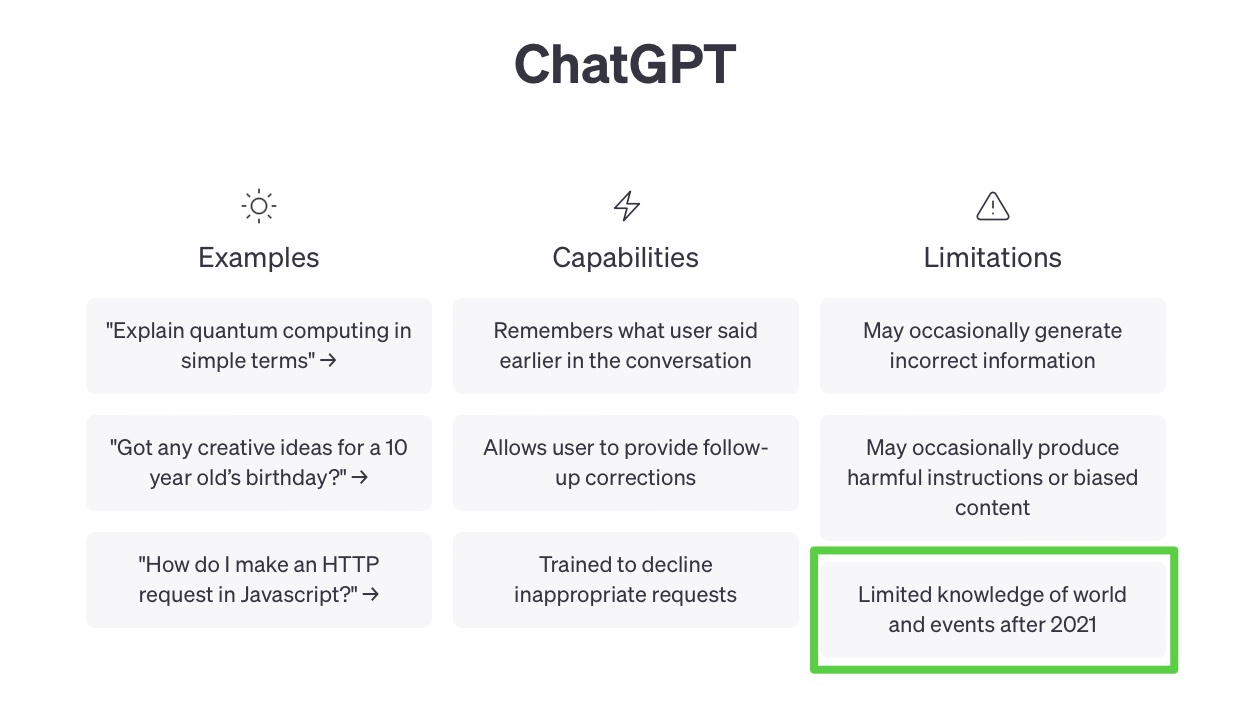 ChatGPT
Examples
"Explain quantum computing in
simple terms" →
"Got any creative ideas for a 10
year old’s birthday?" →
"How do I make an HTTP
request in Javascript?" →
Capabilities
Remembers what user said
earlier in the conversation
Allows user to provide follow-
up corrections
Trained to decline
inappropriate requests
Limitations
May occasionally generate
incorrect information
May occasionally produce
harmful instructions or biased
content
Limited knowledge of world
and events after 2021